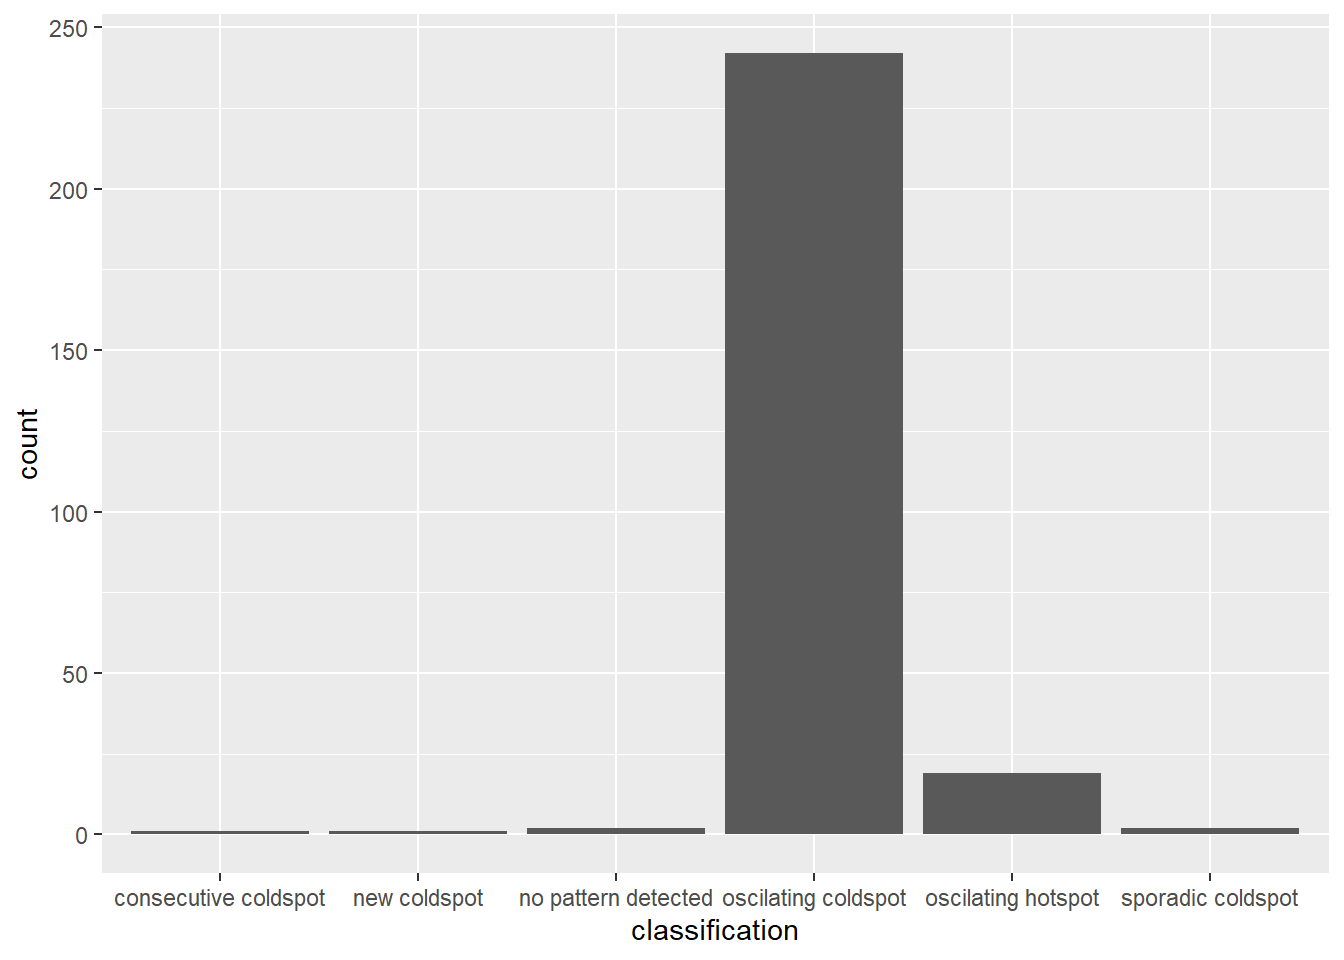 250
200
150
100
50
0
count
consecutive coldspot new coldspot no pattern detected oscilating coldspot oscilating hotspot sporadic coldspot
classification